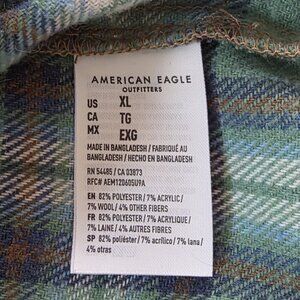 AMERICAN EAGLE
OUTFITTERS
US XL
CA TG
MX EXG
MADE IN BANGLADESH / FABRIQUÉ AU
BANGLADESH / HECHO EN BANGLADESH
RN 54485 / CA 03873
RFC# AEM120605U9A
EN 82% POLYESTER / 7% ACRYLIC /
7% WOOL / 4% OTHER FIBERS
FR 82% POLYESTER / 7% ACRYLIQUE /
7% LAINE / 4% AUTRES FIBRES
SP 82% poliéster / 7% acrílico / 7% lana /
4% otras